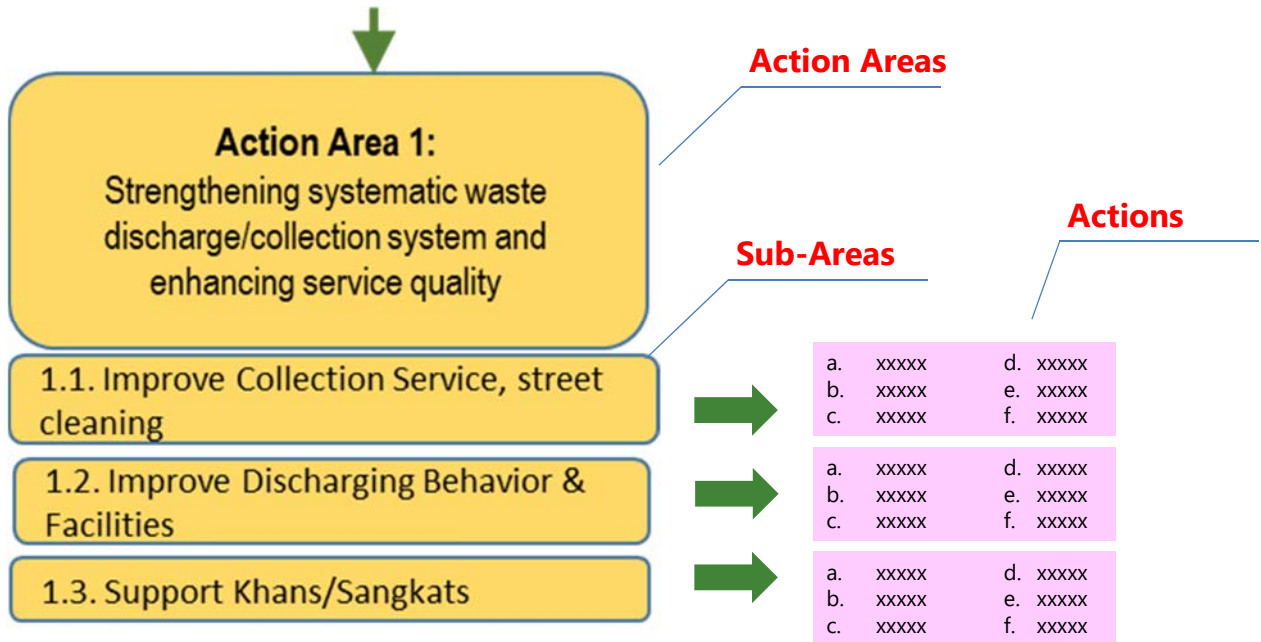 Action Areas
Action Area 1:
Strengthening systematic waste
discharge/collection system and
enhancing service quality
Actions
Sub-Areas
1.1. Improve Collection Service, street
cleaning
a. xxxxx d. xxxxx
b. xxxxx e. xxxxx
c. xxxxx f. xxxxx
1.2. Improve Discharging Behavior &
Facilities
a. xxxxx d. xxxxx
b. xxxxx e. xxxxx
c. xxxxx f. xxxxx
1.3. Support Khans/Sangkats
a. xxxxx d. xxxxx
b. xxxxx e. xxxxx
c. xxxxx f. xxxxx